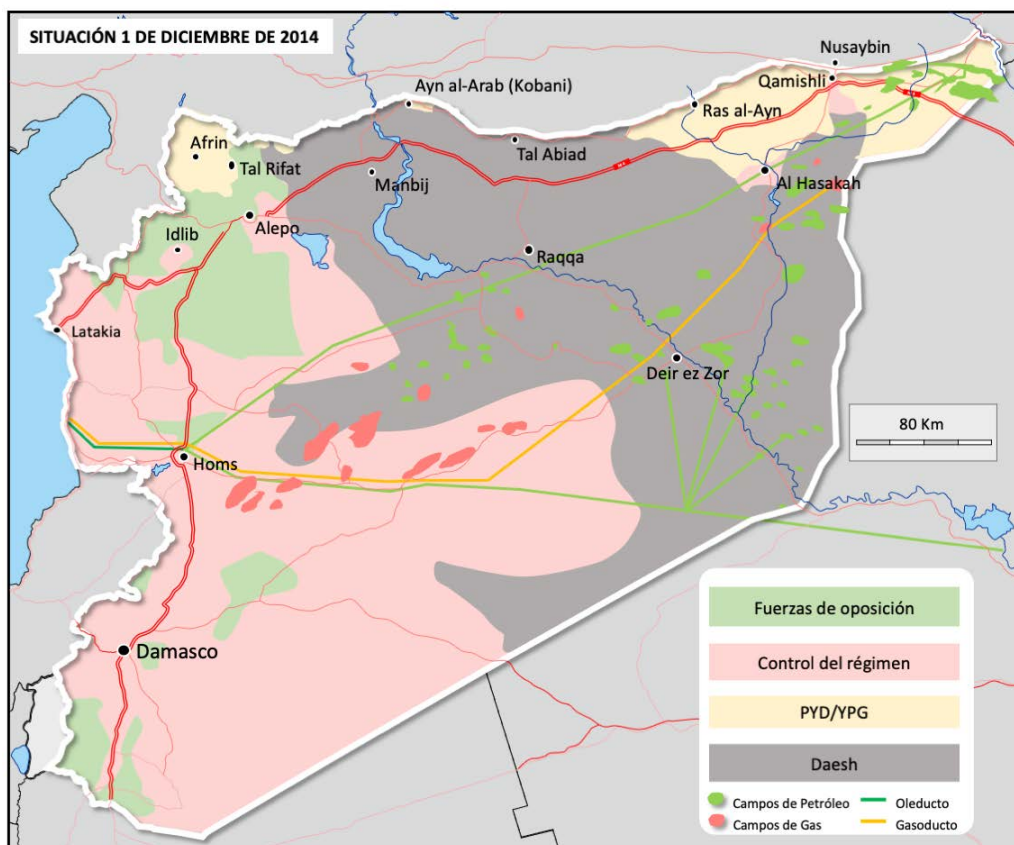 SITUACIÓN 1 DE DICIEMBRE DE 2014
Nusaybin
Qamishli
Ayn al-Arab (Kobani)
Ras al-Ayn
Afrin
Tal Rifat
Tal Abiad
Manbij
Al Hasakah
Alepo
Idlib
Raqqa
Latakia
Deir ez Zor
80 Km
Homs
Damasco
Fuerzas de oposición
Control del régimen
PYD/YPG
Daesh
Campos de Petróleo
Oleducto
Campos de Gas
Gasoducto